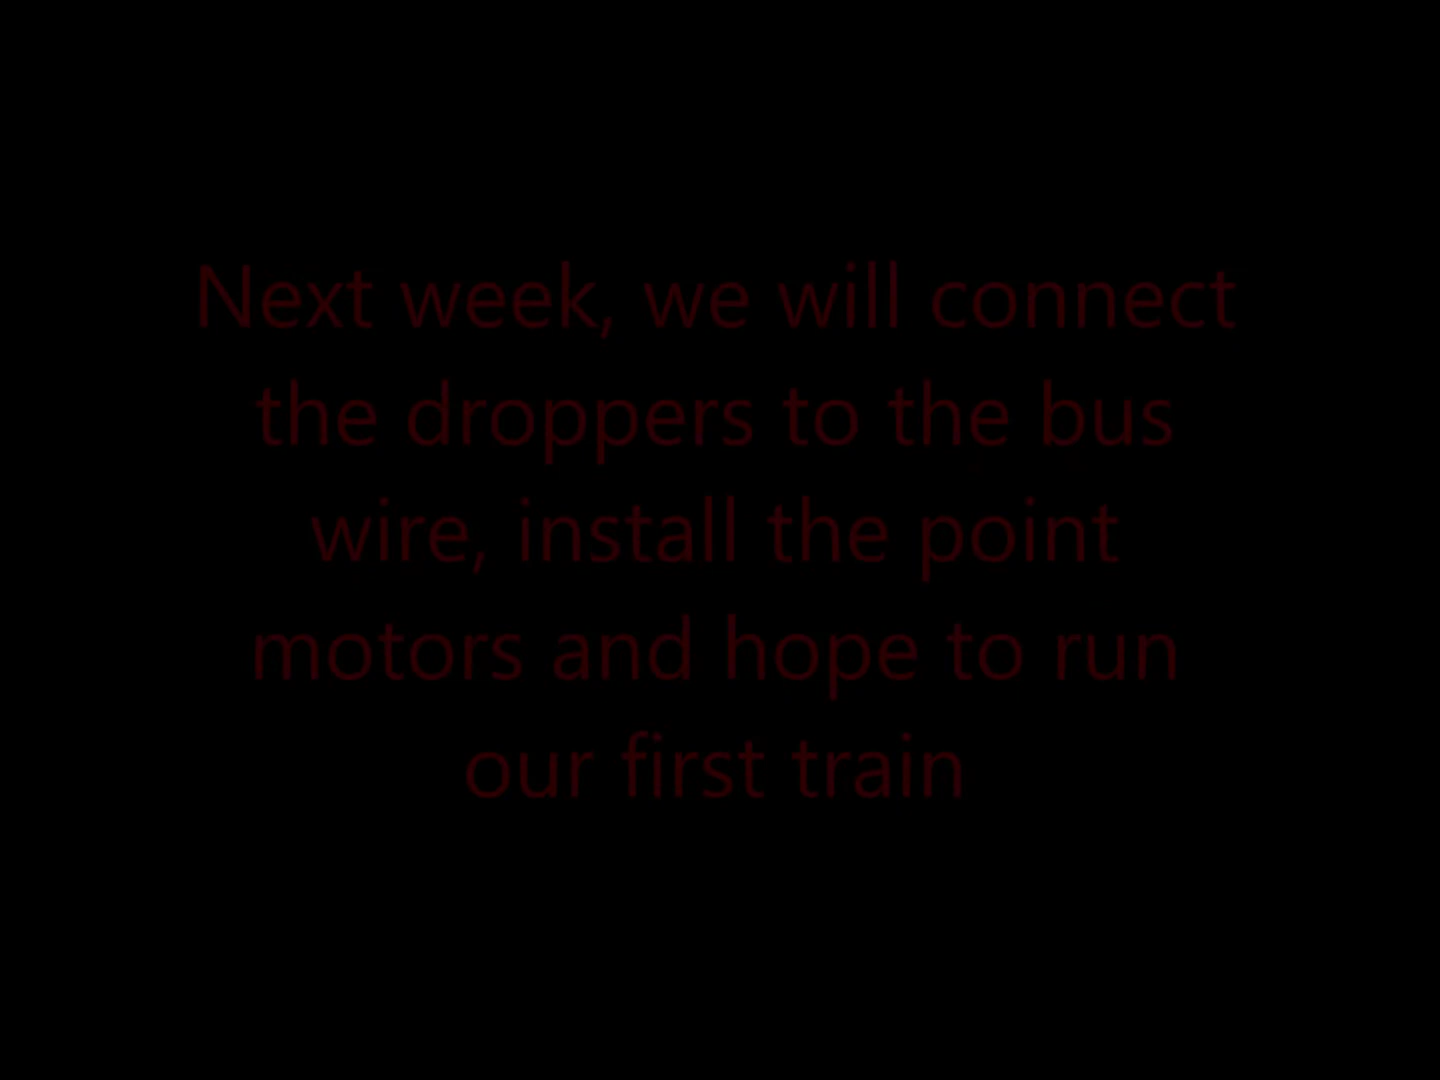 Next week, we will connect
the droppers to the bus
wire, install the point
motors and hope to run
our first train